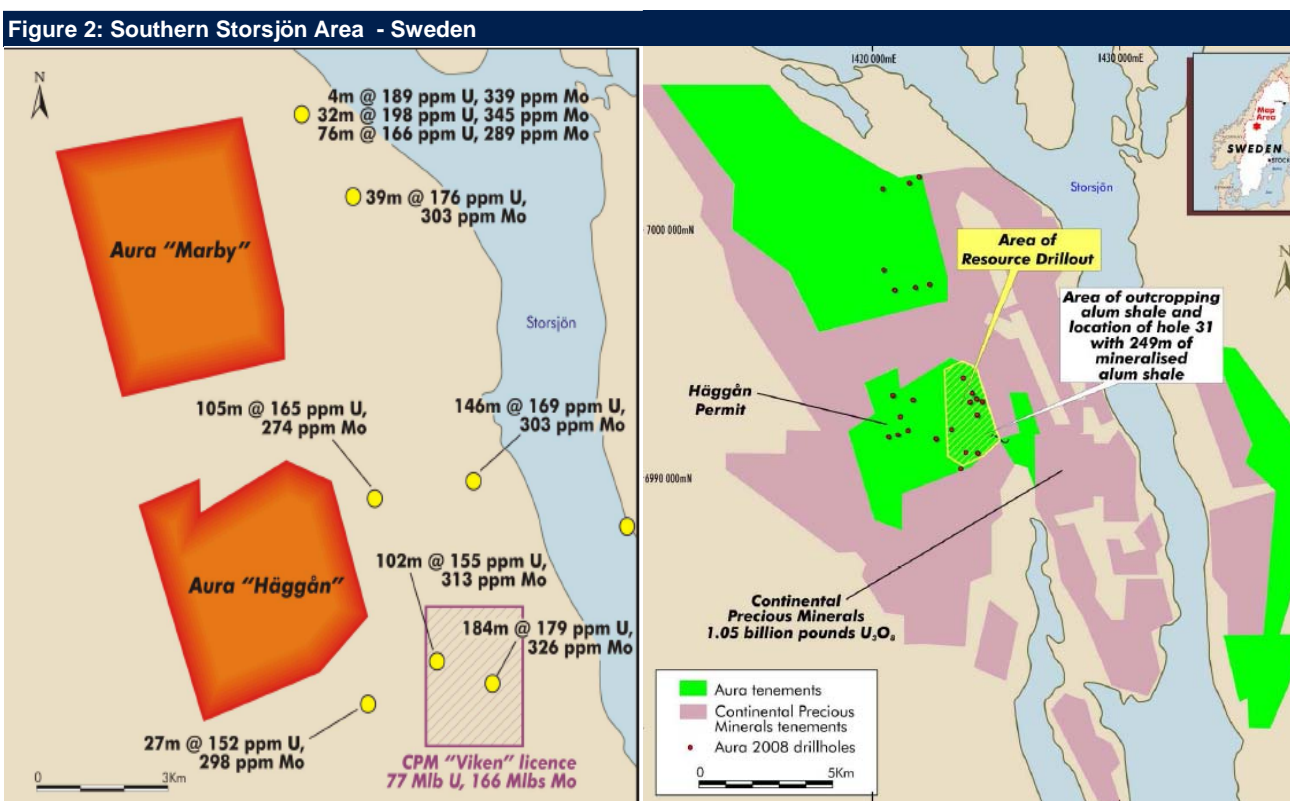 Figure 2: Southern Storsjön Area - Sweden
N
4m @ 189 ppm U, 339 ppm Mo
32m @ 198 ppm U, 345 ppm Mo
76m @ 166 ppm U, 289 ppm Mo
39m @ 176 ppm U,
303 ppm Mo
Aura "Marby"
Storsjön
105m @ 165 ppm U,
274 ppm Mo
146m @ 169 ppm U,
303 ppm Mo
Aura "Häggån"
102m @ 155 ppm U,
313 ppm Mo
184m @ 179 ppm U,
326 ppm Mo
27m @ 152 ppm U,
298 ppm Mo
CPM "Viken" licence
77 Mlb U, 166 Mlbs Mo
0 3Km
1420 000mE
1430 000mE
Map
Area
SWEDEN
STOCK
Storsjön
7000 000mN
N
Area of
Resource Drillout
Area of outcropping
alum shale and
location of hole 31
with 249m of
mineralised
alum shale
Häggån
Permit
6990 000mN
Continental
Precious Minerals
1.05 billion pounds U₃O₈
Aura tenements
Continental Precious
Minerals tenements
Aura 2008 drillholes
0 5Km